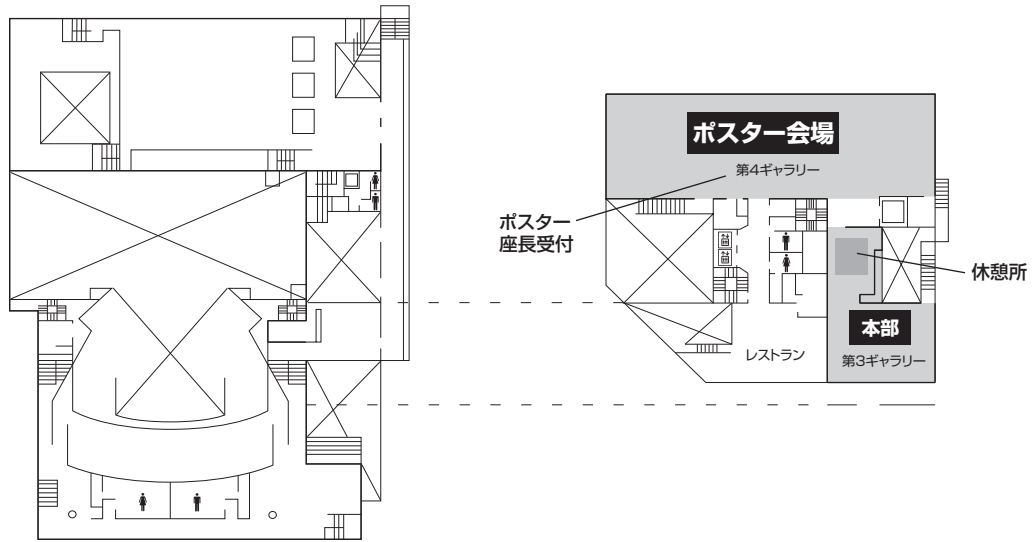 ポスター会場
第4ギャラリー
ポスター
座長受付
休憩所
本部
レストラン
第3ギャラリー